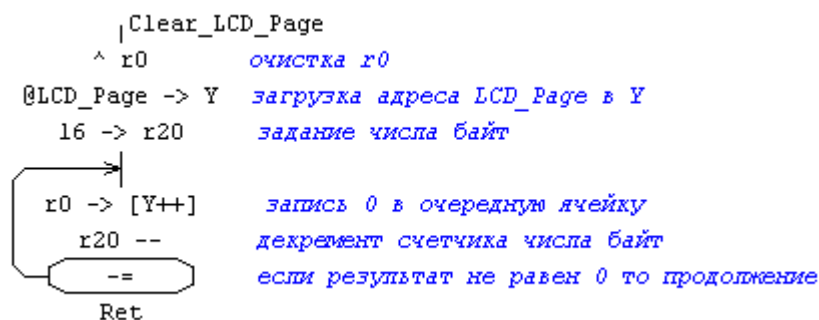 Clear_LCD_Page
^ r0 очистка r0
@LCD_Page -> Y загрузка адреса LCD_Page в Y
16 -> r20 задание числа байт
r0 -> [Y++] запись 0 в очередную ячейку
r20 -- декремент счетчика числа байт
-= если результат не равен 0 то продолжение
Ret